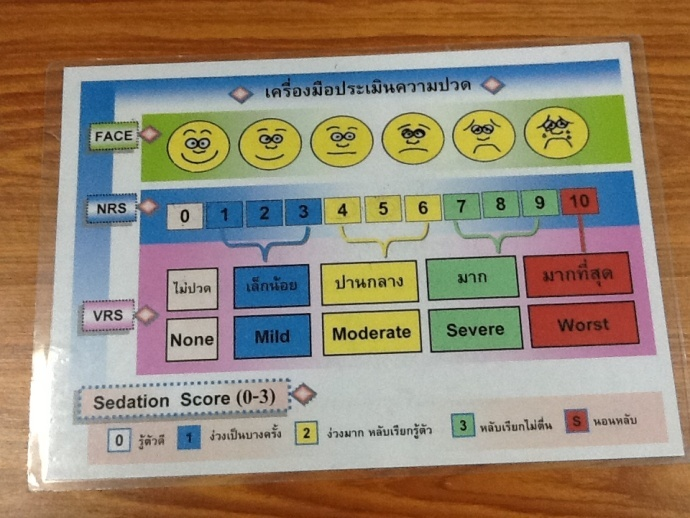 เครื่องมือประเมินความปวด
FACE
NRS 0 1 2 3 4 5 6 7 8 9 10
ไม่ปวด เล็กน้อย ปานกลาง มาก มากที่สุด
VRS
None Mild Moderate Severe Worst
Sedation Score (0-3)
0 รู้ตัวดี 1 ง่วงเป็นบางครั้ง 2 ง่วงมาก หลับเรียกรู้ตัว 3 หลับเรียกไม่ตื่น S นอนหลับ